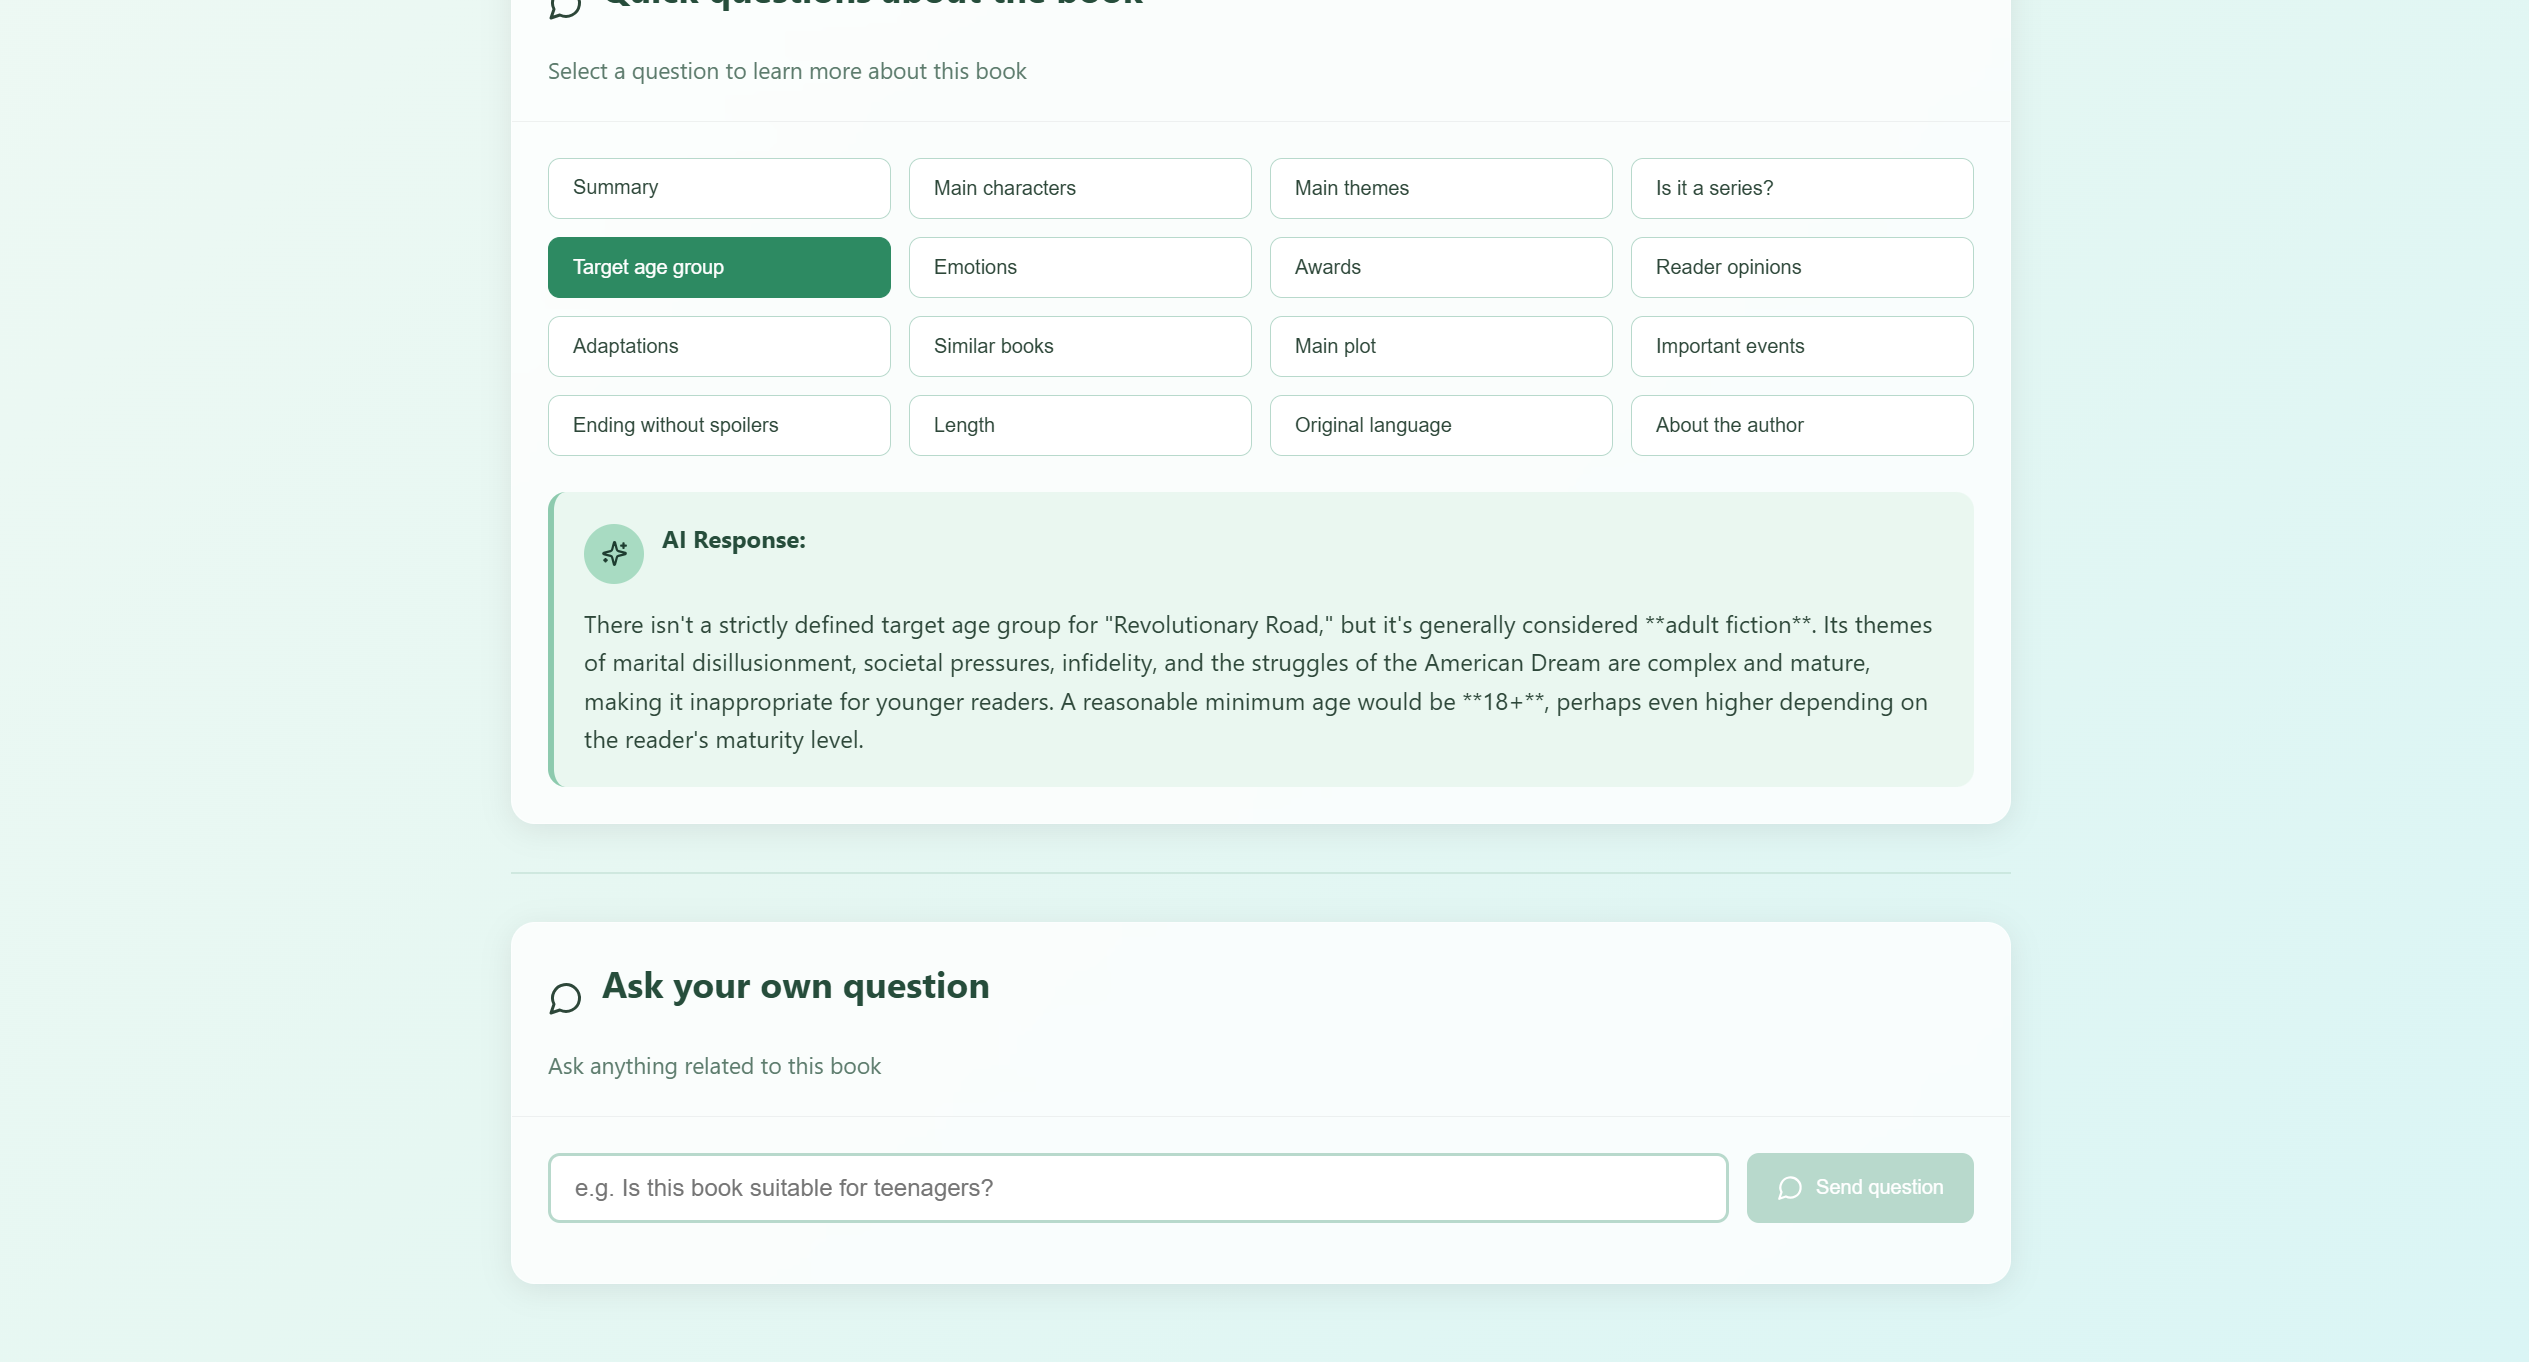 Quick questions about the book
Select a question to learn more about this book
Summary
Main characters
Main themes
Is it a series?
Target age group
Emotions
Awards
Reader opinions
Adaptations
Similar books
Main plot
Important events
Ending without spoilers
Length
Original language
About the author
AI Response:
There isn't a strictly defined target age group for "Revolutionary Road," but it's generally considered **adult fiction**. Its themes
of marital disillusionment, societal pressures, infidelity, and the struggles of the American Dream are complex and mature,
making it inappropriate for younger readers. A reasonable minimum age would be **18+**, perhaps even higher depending on
the reader's maturity level.
Ask your own question
Ask anything related to this book
e.g. Is this book suitable for teenagers?
Send question